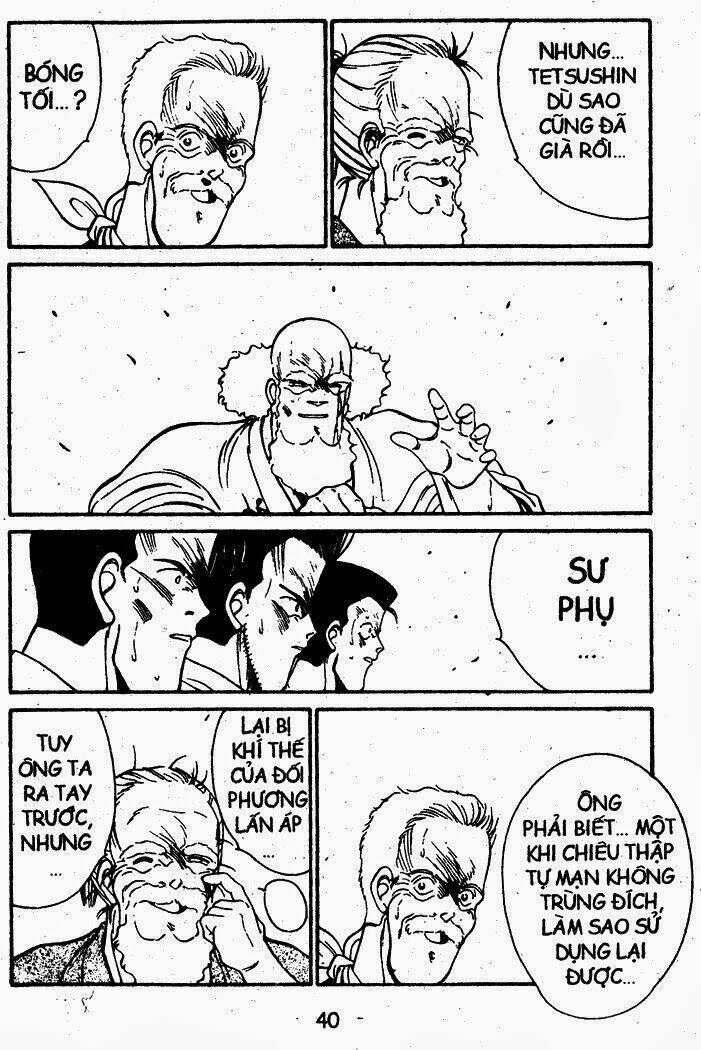 BÓNG
TỐI... ?
NHƯNG...
TETSUSHIN
DÙ SAO
CŨNG ĐÃ
GIÀ RỒI...
SƯ
PHỤ
...
TUY
ÔNG TA
RA TAY
TRƯỚC,
NHƯNG
...
LẠI BỊ
KHÍ THẾ
CỦA ĐỐI
PHƯƠNG
LẤN ÁP
...
ÔNG
PHẢI BIẾT... MỘT
KHI CHIÊU THẬP
TỰ MẠN KHÔNG
TRÙNG ĐÍCH,
LÀM SAO SỬ
DỤNG LẠI
ĐƯỢC...
40